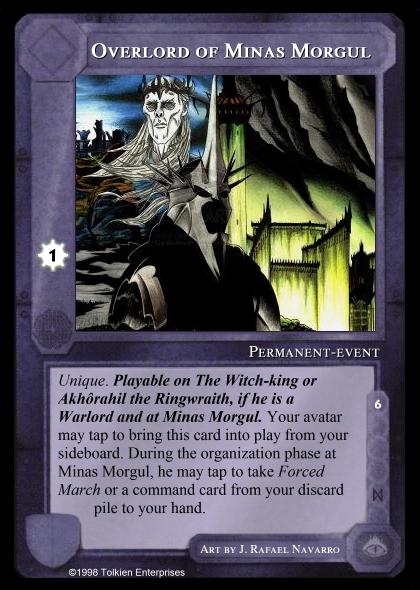 OVERLORD OF MINAS MORGUL
1
PERMANENT-EVENT
Unique. Playable on The Witch-king or
Akhôrahil the Ringwraith, if he is a
Warlord and at Minas Morgul. Your avatar
may tap to bring this card into play from your
sideboard. During the organization phase at
Minas Morgul, he may tap to take Forced
March or a command card from your discard
pile to your hand.
6
ART BY J. RAFAEL NAVARRO
©1998 Tolkien Enterprises